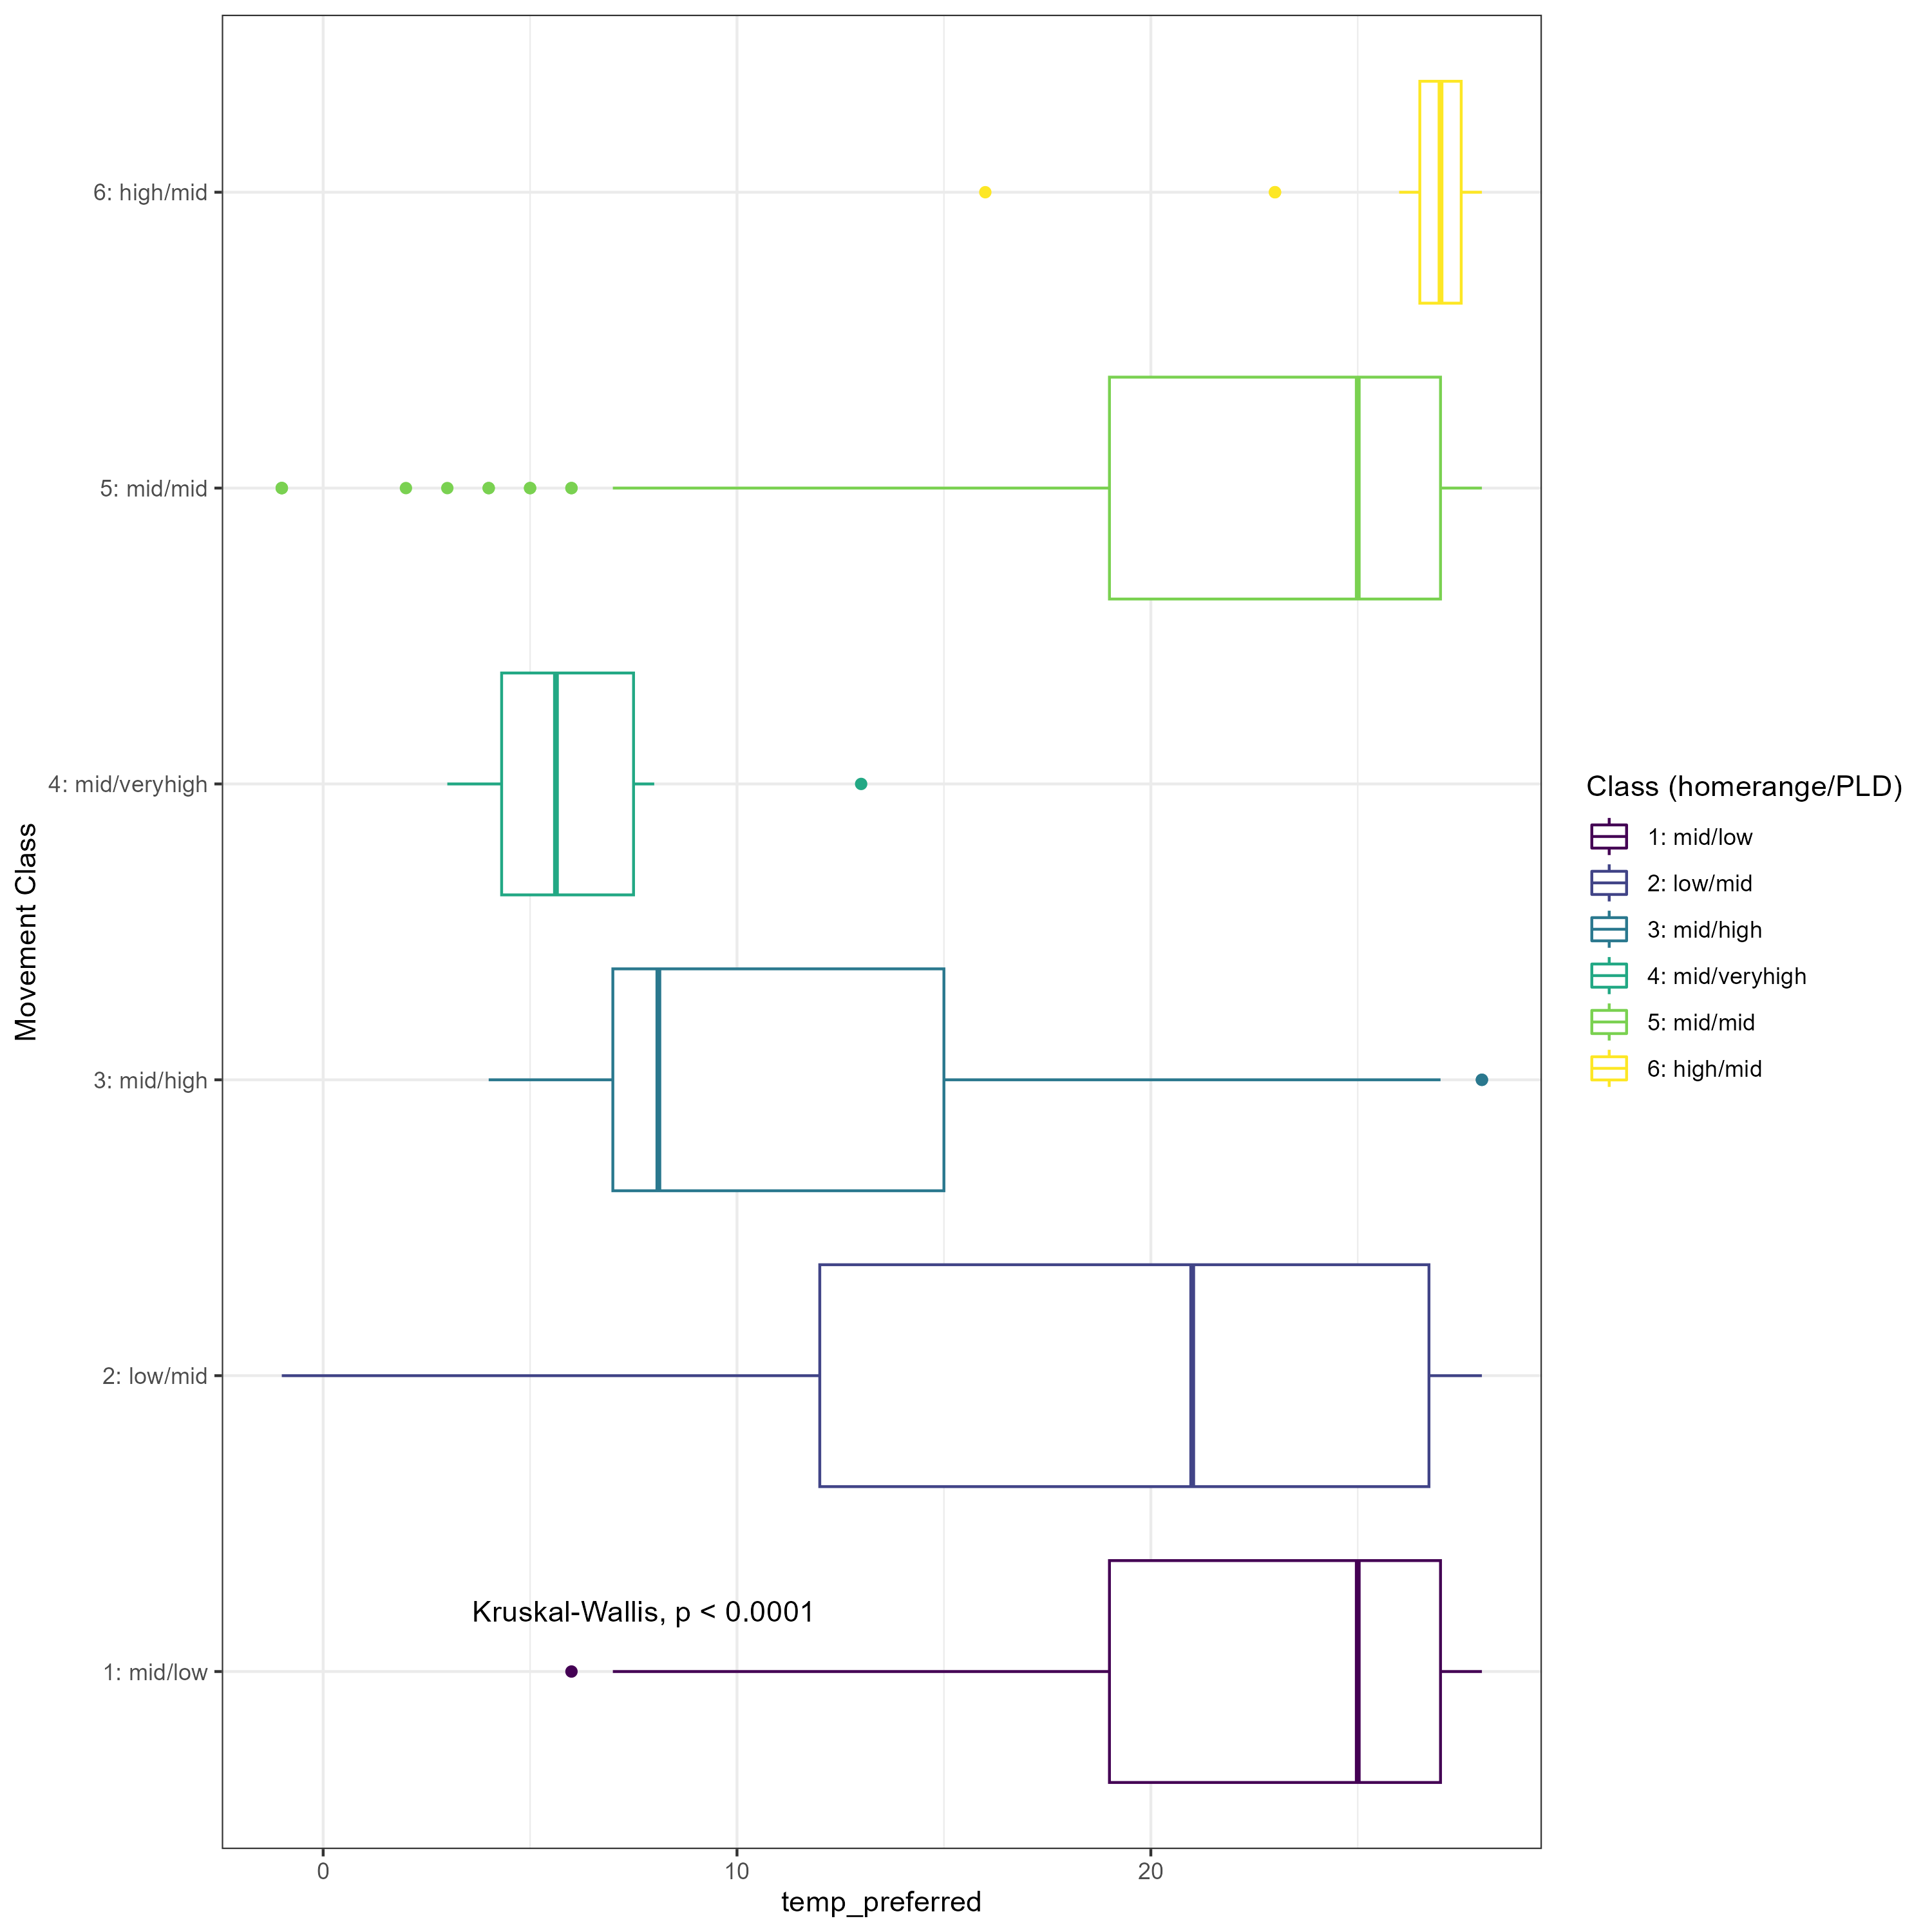 6: high/mid
5: mid/mid
4: mid/veryhigh
3: mid/high
2: low/mid
1: mid/low
Movement Class
Kruskal-Wallis, p < 0.0001
0
10
20
temp_preferred
Class (homerange/PLD)
1: mid/low
2: low/mid
3: mid/high
4: mid/veryhigh
5: mid/mid
6: high/mid